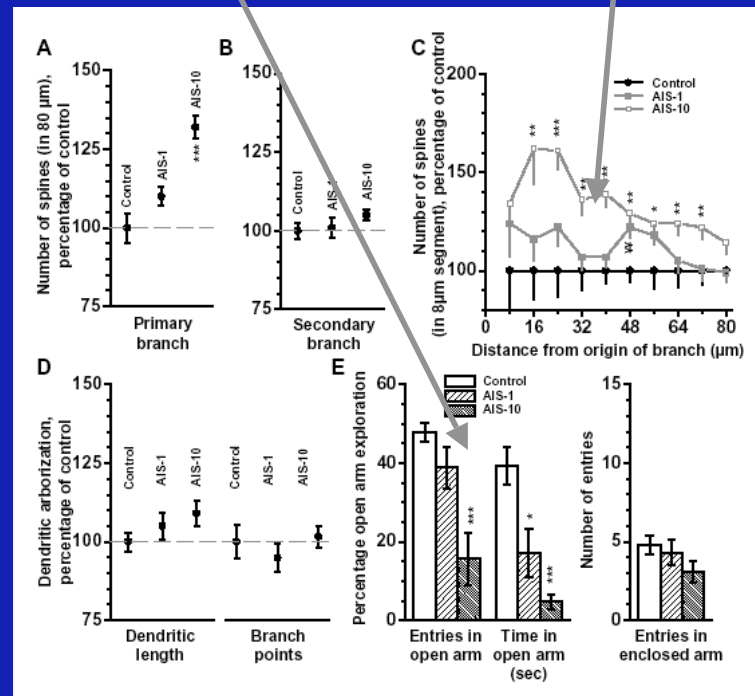 A
Number of spines (in 80 µm),
percentage of control
150
125
100
75
Control
AIS-1
AIS-10
***
Primary
branch
B
150
125
100
75
Control
AIS-1
AIS-10
Secondary
branch
C
Number of spines
(in 8µm segment), percentage of control
200
150
100
Control
AIS-1
AIS-10
**
***
**
**
**
*
**
**
0
16
32
48
64
80
Distance from origin of branch (µm)
D
Dendritic arborization,
percentage of control
150
125
100
75
Control
AIS-1
AIS-10
Control
AIS-1
AIS-10
Dendritic
length
Branch
points
E
Percentage open arm exploration
60
40
20
0
Control
AIS-1
AIS-10
***
*
***
Entries in
open arm
Time in
open arm
(sec)
Number of entries
15
10
5
0
Entries in
enclosed arm